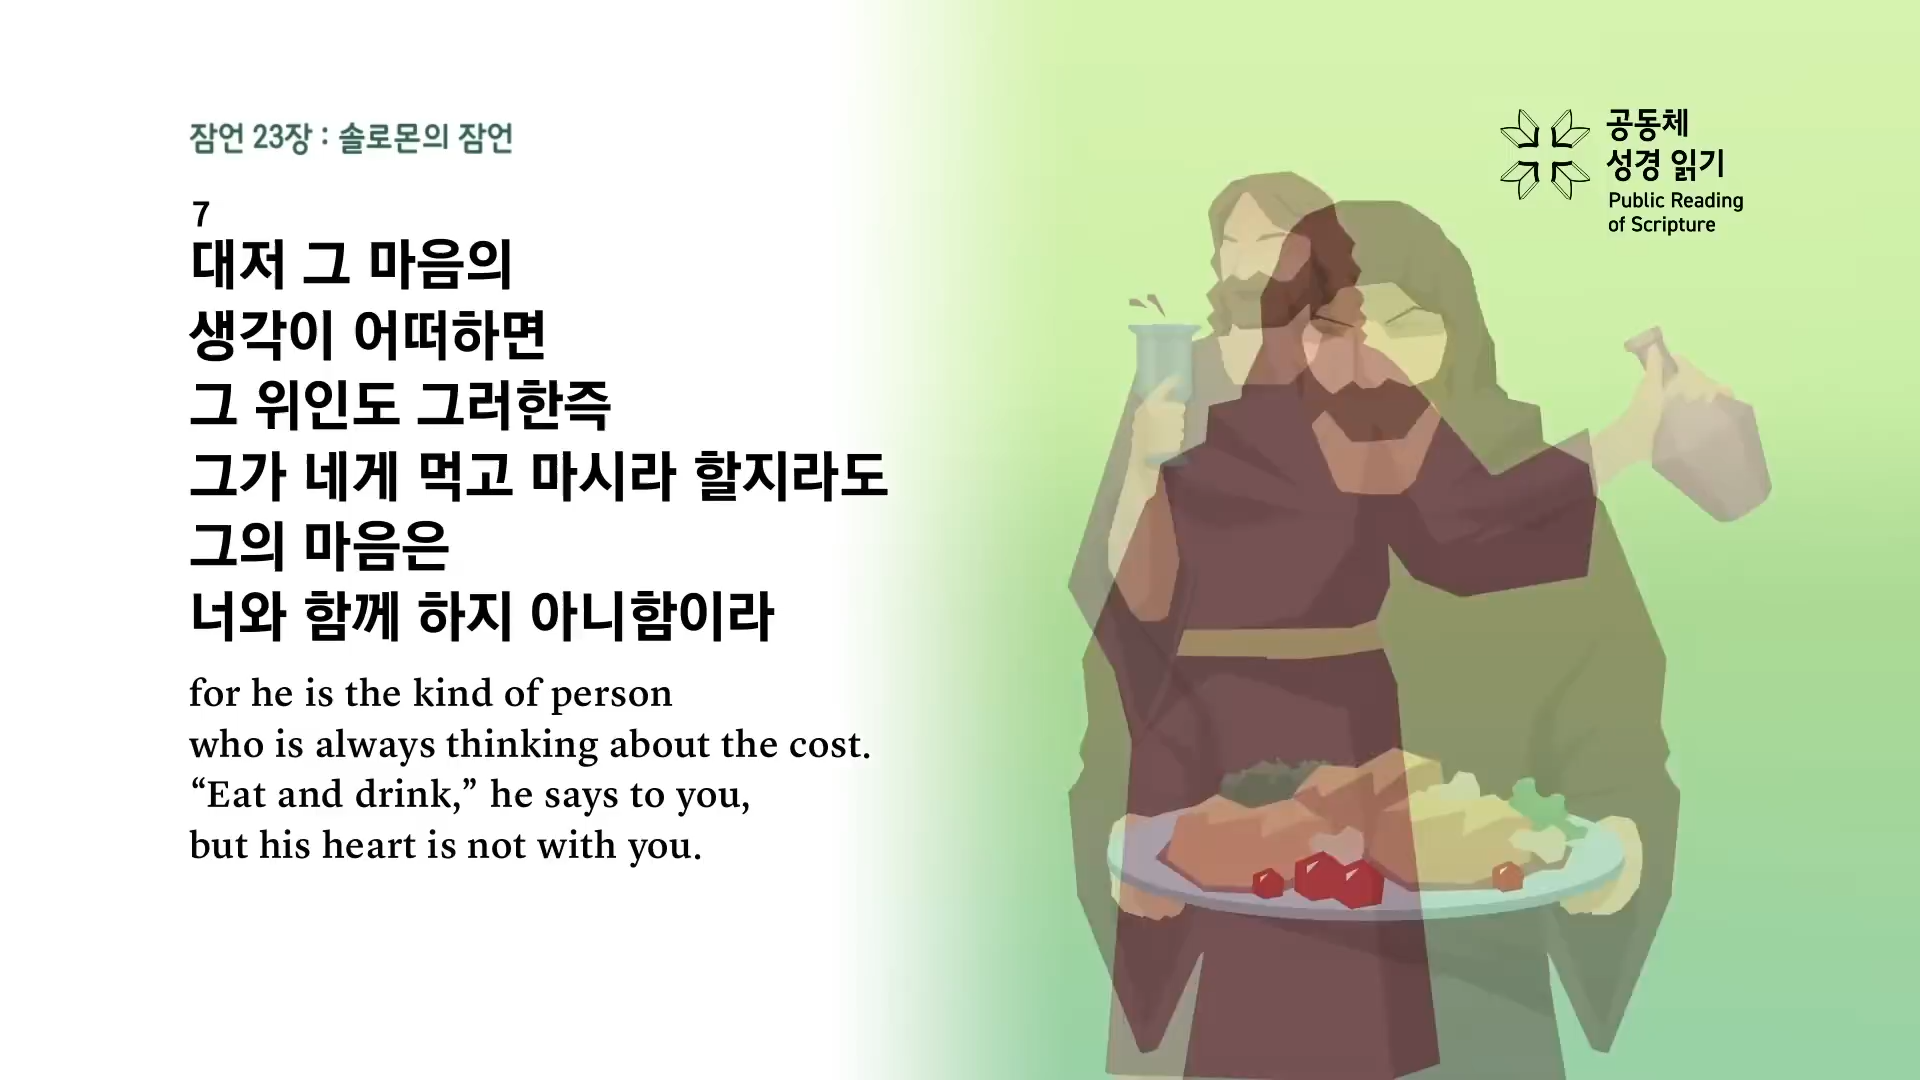 잠언 23장 : 솔로몬의 잠언
7
대저 그 마음의
생각이 어떠하면
그 위인도 그러한즉
그가 네게 먹고 마시라 할지라도
그의 마음은
너와 함께 하지 아니함이라
for he is the kind of person
who is always thinking about the cost.
“Eat and drink,” he says to you,
but his heart is not with you.
공동체
성경 읽기
Public Reading
of Scripture